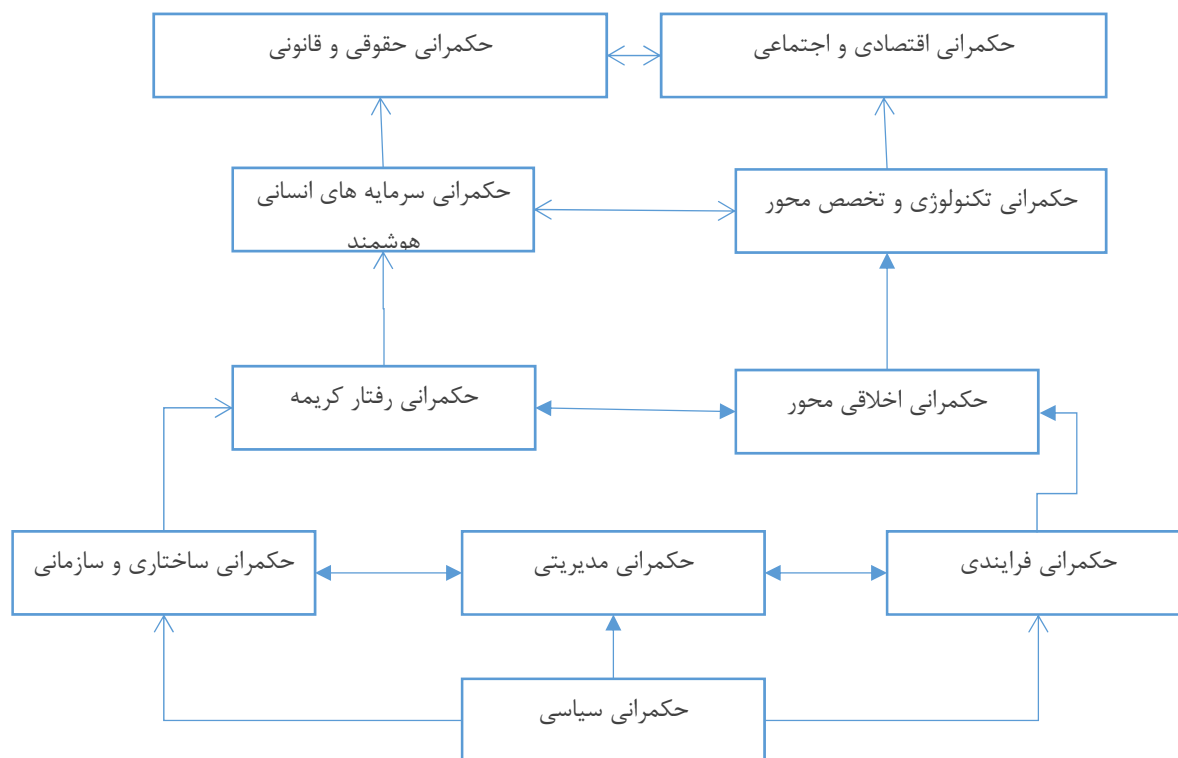 حکمرانی اقتصادی و اجتماعی
حکمرانی حقوقی و قانونی
حکمرانی تکنولوژی و تخصص محور
حکمرانی سرمایه های انسانی
هوشمند
حکمرانی اخلاقی محور
حکمرانی رفتار کریمه
حکمرانی فرایندی
حکمرانی مدیریتی
حکمرانی ساختاری و سازمانی
حکمرانی سیاسی